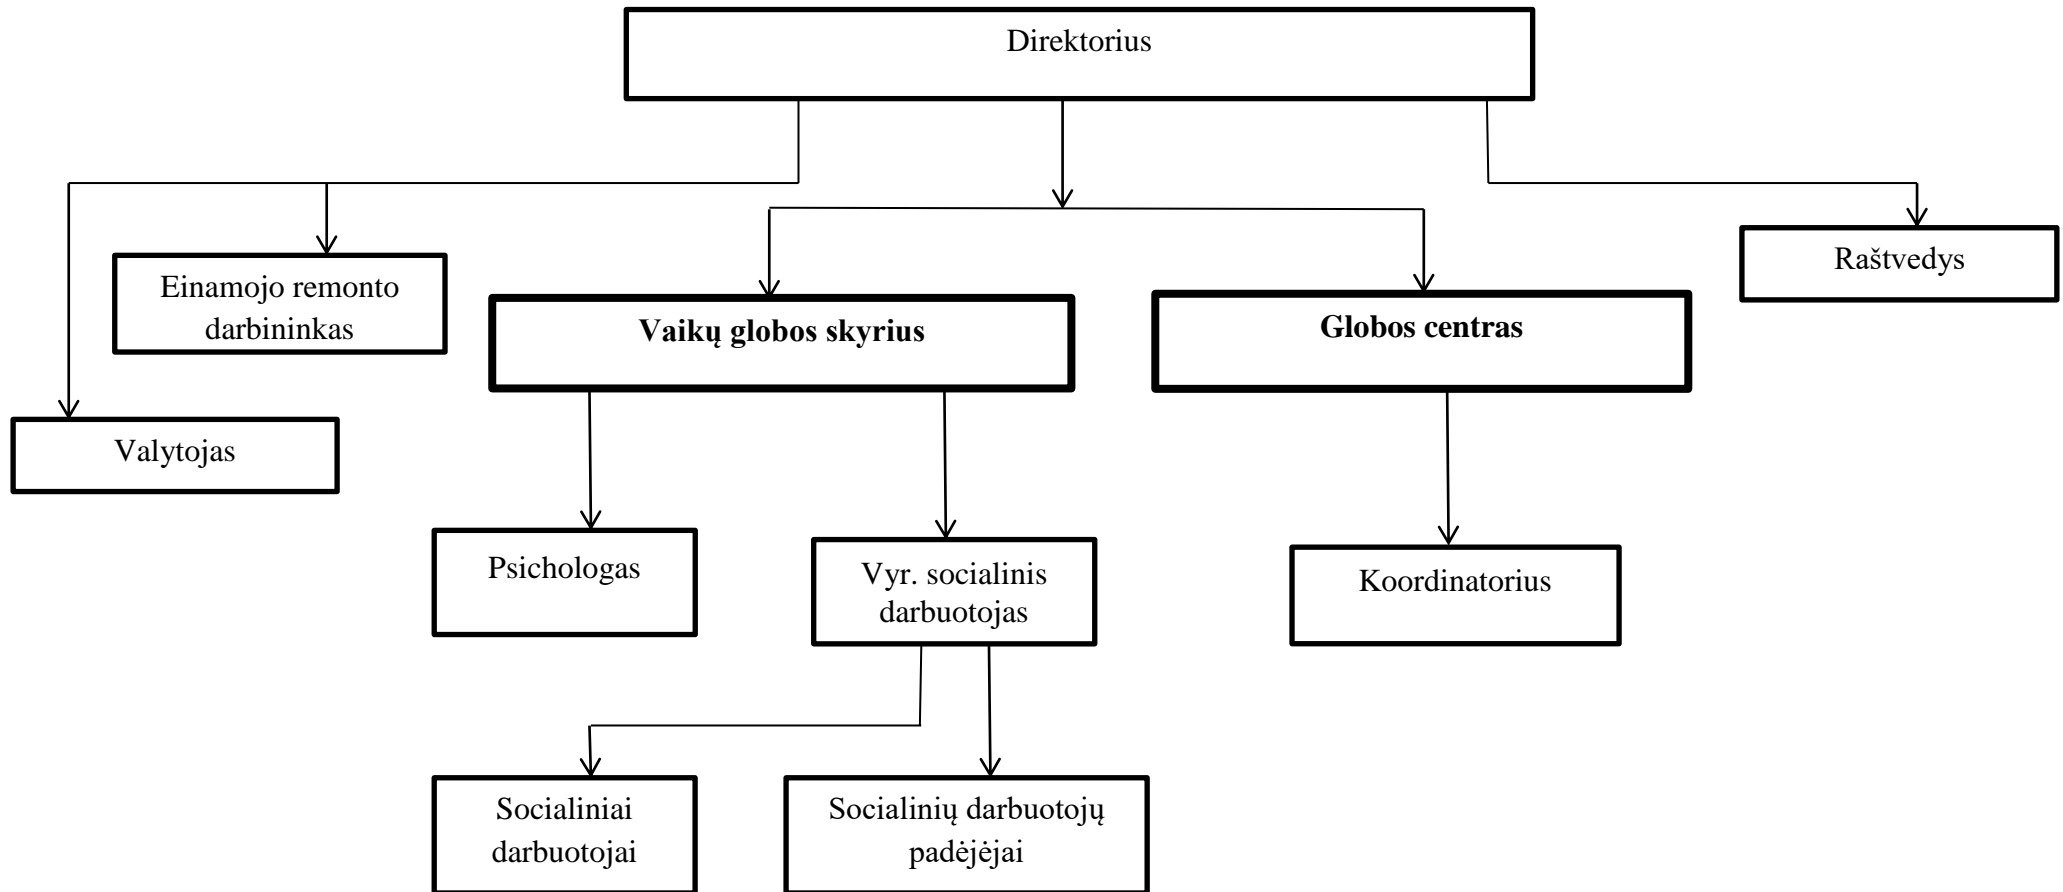 Direktorius
Raštvedys
Einamojo remonto
darbininkas
Vaikų globos skyrius
Globos centras
Valytojas
Psichologas
Vyr. socialinis
darbuotojas
Koordinatorius
Socialiniai
darbuotojai
Socialinių darbuotojų
padėjėjai